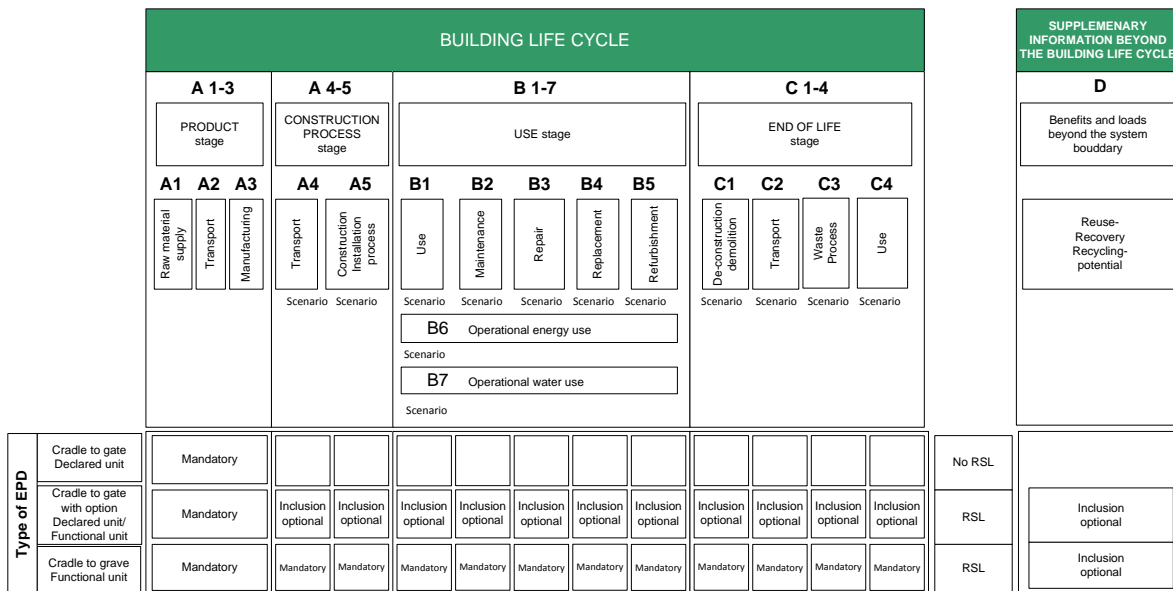 BUILDING LIFE CYCLE
SUPPLEMENARY
INFORMATION BEYOND
THE BUILDING LIFE CYCLE
A 1-3
A 4-5
B 1-7
C 1-4
D
PRODUCT
stage
CONSTRUCTION
PROCESS
stage
USE stage
END OF LIFE
stage
Benefits and loads
beyond the system
bouddary
A1 A2 A3
A4 A5
B1 B2 B3 B4 B5
C1 C2 C3 C4
Raw material
supply
Transport
Manufacturing
Transport
Construction
Installation
process
Use
Maintenance
Repair
Replacement
Refurbishment
De-construction
demolition
Transport
Waste
Process
Use
Reuse-
Recovery
Recycling-
potential
Scenario Scenario Scenario Scenario Scenario Scenario Scenario Scenario Scenario Scenario Scenario
B6 Operational energy use
Scenario
B7 Operational water use
Scenario
Type of EPD
Cradle to gate
Declared unit
Mandatory
No RSL
Cradle to gate
with option
Declared unit/
Functional unit
Mandatory
Inclusion
optional
Inclusion
optional
Inclusion
optional
Inclusion
optional
Inclusion
optional
Inclusion
optional
Inclusion
optional
Inclusion
optional
Inclusion
optional
Inclusion
optional
Inclusion
optional
RSL
Inclusion
optional
Cradle to grave
Functional unit
Mandatory
Mandatory Mandatory Mandatory Mandatory Mandatory Mandatory Mandatory Mandatory Mandatory Mandatory Mandatory
RSL
Inclusion
optional